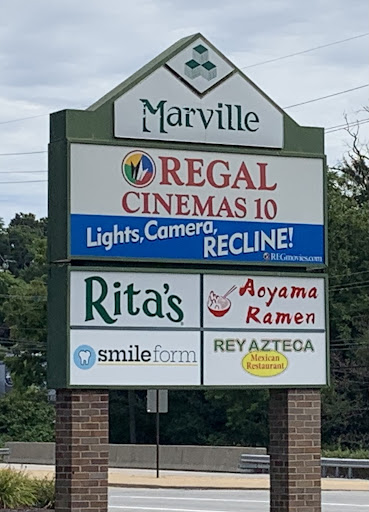 Marville
REGAL
CINEMAS 10
Lights, Camera, RECLINE!
REGmovies.com
Rita's
Aoyama
Ramen
smileform
REY AZTECA
Mexican
Restaurant